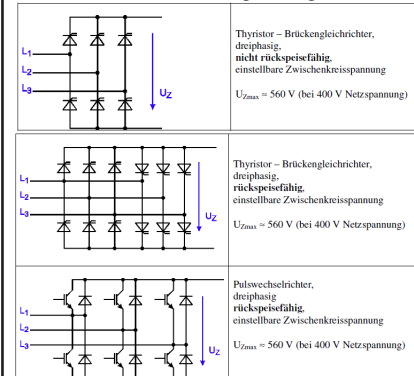 L1
L2
L3
UZ
Thyristor – Brückengleichrichter,
dreiphasig,
nicht rückspeisefähig,
einstellbare Zwischenkreisspannung
UZmax ≈ 560 V (bei 400 V Netzspannung)
L1
L2
L3
UZ
Thyristor – Brückengleichrichter,
dreiphasig,
rückspeisefähig,
einstellbare Zwischenkreisspannung
UZmax ≈ 560 V (bei 400 V Netzspannung)
L1
L2
L3
UZ
Pulswechselrichter,
dreiphasig
rückspeisefähig,
einstellbare Zwischenkreisspannung
UZmax ≈ 560 V (bei 400 V Netzspannung)